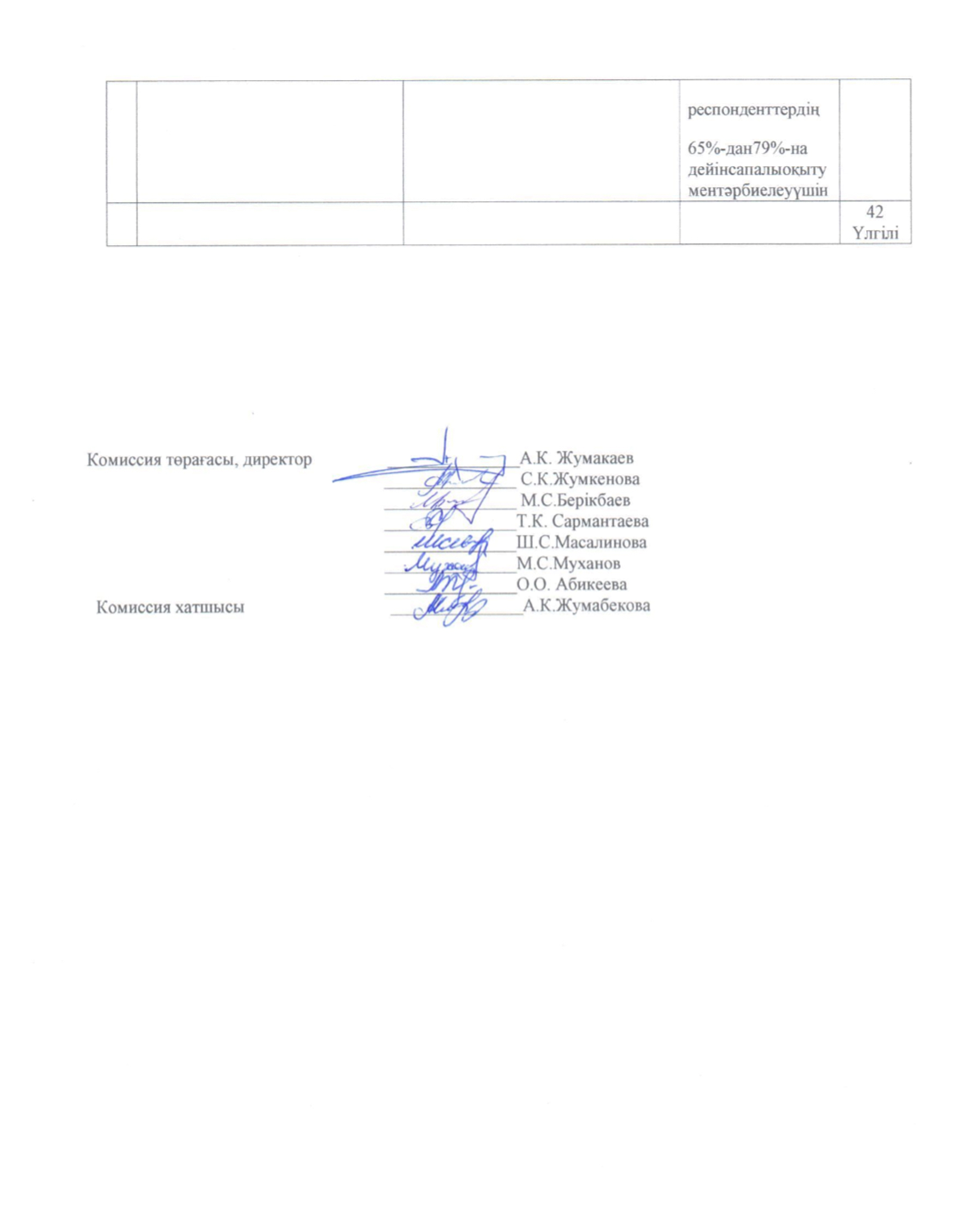 респонденттердің
65%-дан79%-на
дейінсапалыоқыту
ментәрбиелеуүшін
42
Үлгілі
Комиссия төрағасы, директор А.К. Жумакаев
С.К.Жумкенова
М.С.Берікбаев
Т.К. Сармантаева
Ш.С.Масалинова
М.С.Муханов
О.О. Абикеева
Комиссия хатшысы А.К.Жумабекова